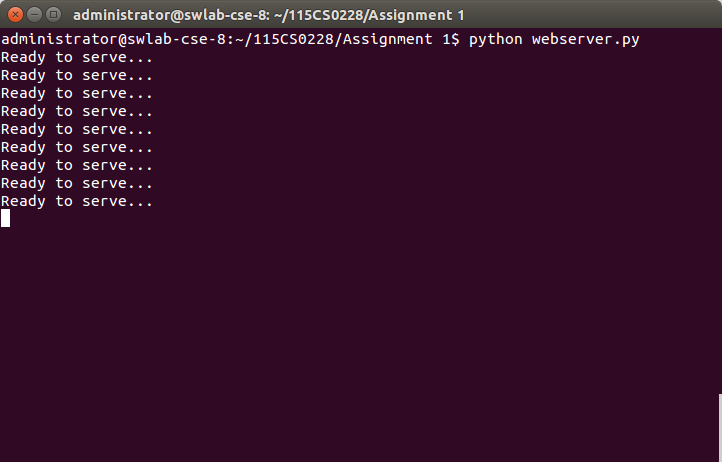 administrator@swlab-cse-8: ~/115CS0228/Assignment 1
administrator@swlab-cse-8:~/115CS0228/Assignment 1$ python webserver.py
Ready to serve...
Ready to serve...
Ready to serve...
Ready to serve...
Ready to serve...
Ready to serve...
Ready to serve...
Ready to serve...
Ready to serve...